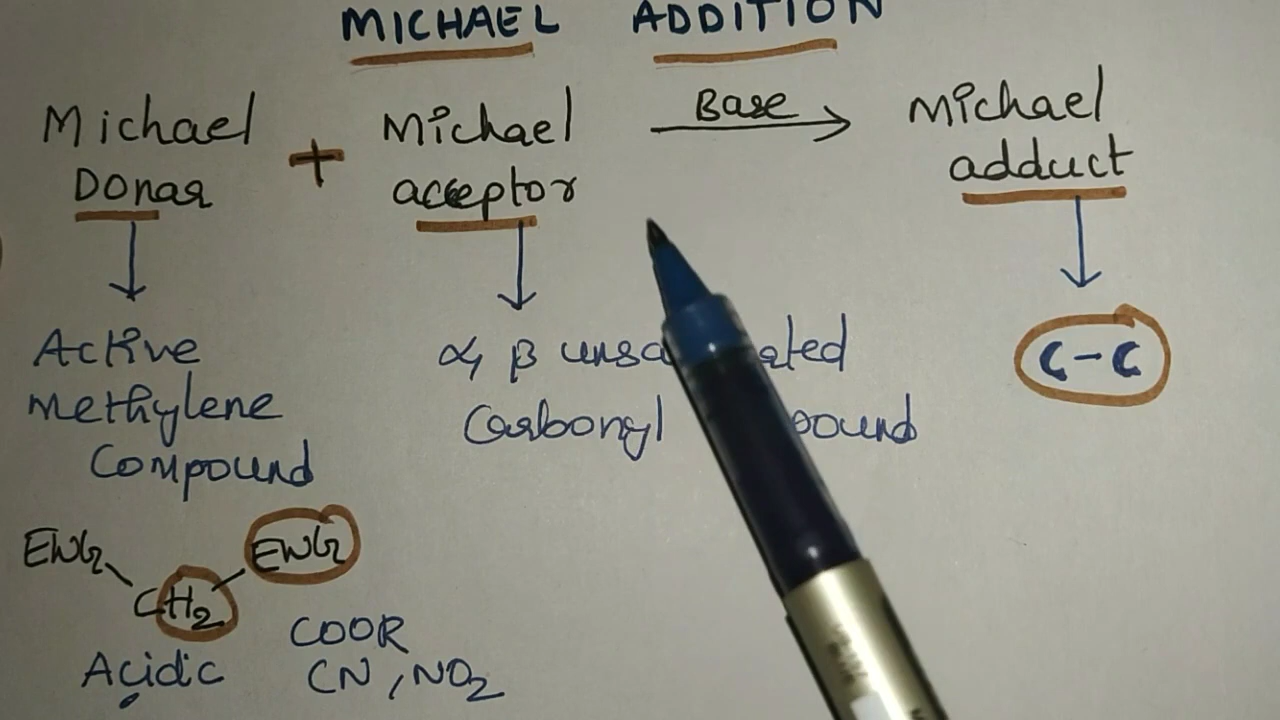 MICHAEL ADDITION
Michael Donar + Michael acceptor Base Michael adduct
Active methylene Compound
α, β unsa ated
Carbonyl pound
C-C
EWG EWG
CH2
Acidic
COOR
CN, NO2